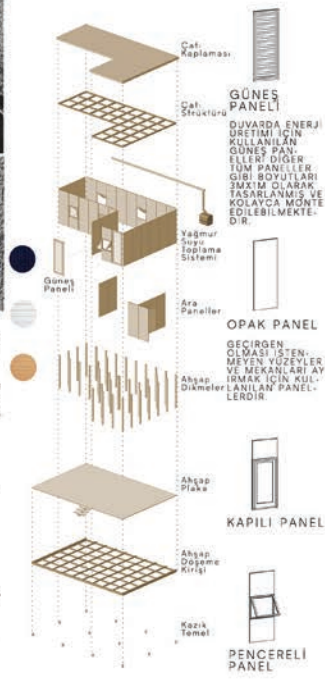 Çatı
Kaplaması
Çatı
Strüktürü
Yağmur
Suyu
Toplama
Sistemi
Güneş
Paneli
Ara
Paneller
Ahşap
Dikmeler
Ahşap
Plaka
Ahşap
Döşeme
Kirişi
Kazık
Temel
GÜNEŞ
PANELİ
DUVARDA ENERJİ
ÜRETİMİ İÇİN
KULLANILAN
GÜNEŞ PAN-
ELLERİ DİĞER
TÜM PANELLER
GİBİ BOYUTLARI
3MX1M OLARAK
TASARLANMIŞ VE
KOLAYCA MONTE
EDİLEBİLMEKTE-
DİR.
OPAK PANEL
GEÇİRGEN
OLMASI İSTEN-
MEYEN YÜZEYLER
VE MEKANLARI AY
IRMAK İÇİN KUL-
LANILAN PANEL-
LERDİR.
KAPILI PANEL
PENCERELİ
PANEL